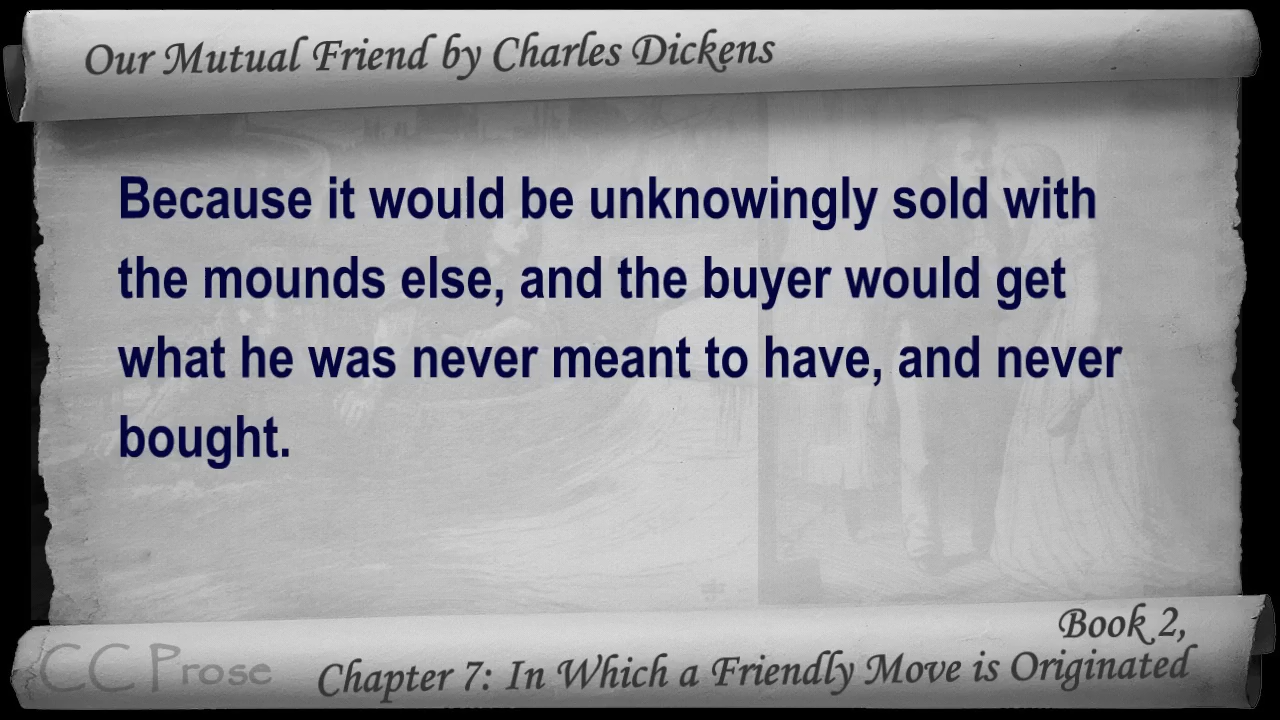 Our Mutual Friend by Charles Dickens
Because it would be unknowingly sold with
the mounds else, and the buyer would get
what he was never meant to have, and never
bought.
Book 2,
CC Prose
Chapter 7: In Which a Friendly Move is Originated